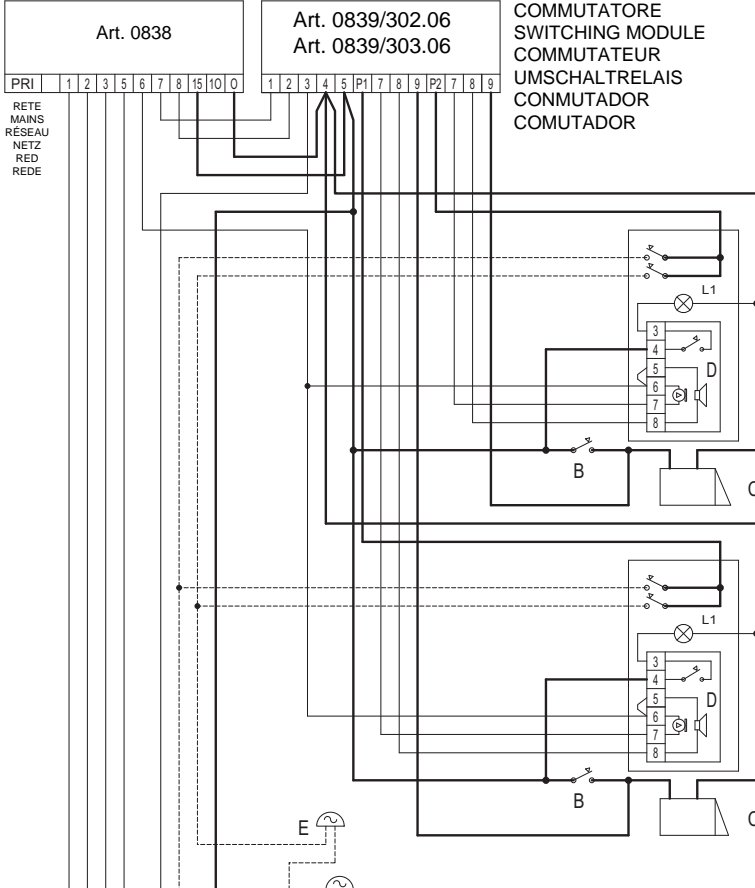 Art. 0838
Art. 0839/302.06
Art. 0839/303.06
COMMUTATORE
SWITCHING MODULE
COMMUTATEUR
UMSCHALTRELAIS
CONMUTADOR
COMUTADOR
PRI 1 2 3 5 6 7 8 15 10 0
1 2 3 4 5 P1 7 8 9 P2 7 8 9
RETE
MAINS
RÉSEAU
NETZ
RED
REDE
L1
3
4
5
6
7
8
D
B
L1
3
4
5
6
7
8
D
B
E